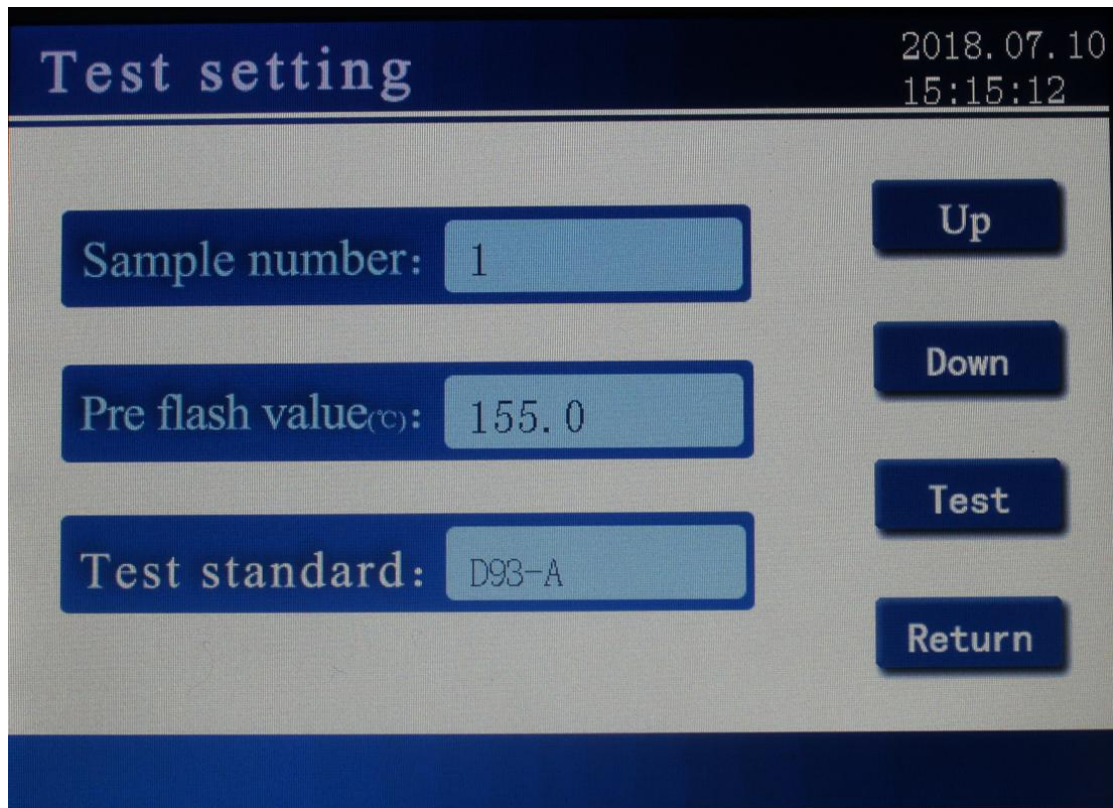 Test setting
2018.07.10
15:15:12
Sample number: 1
Pre flash value(℃): 155.0
Test standard: D93-A
Up
Down
Test
Return